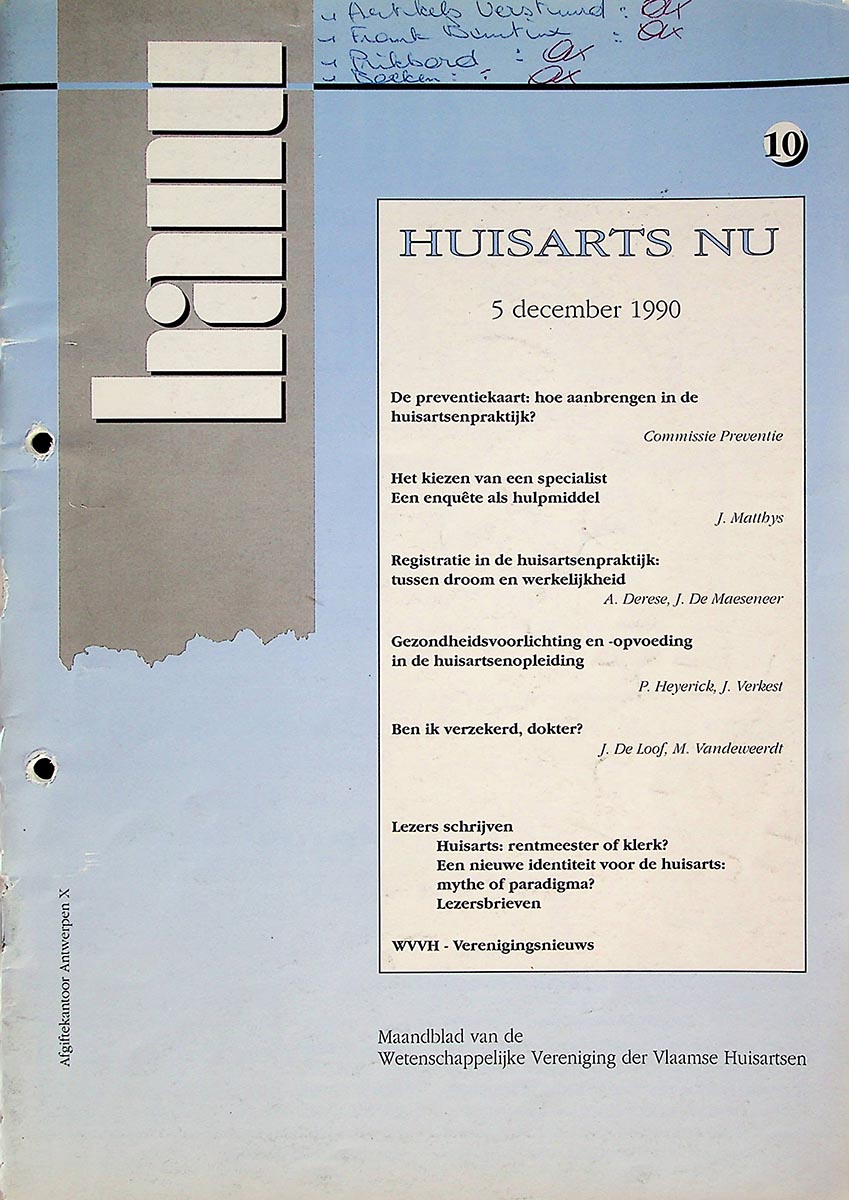 Artikels Verstuurd : ok
Frank Buntinx : ok
Prikbord : ok
Boeken : ok
hanu
10
HUISARTS NU
5 december 1990
De preventiekaart: hoe aanbrengen in de
huisartsenpraktijk?
Commissie Preventie
Het kiezen van een specialist
Een enquête als hulpmiddel
J. Matthys
Registratie in de huisartsenpraktijk:
tussen droom en werkelijkheid
A. Derese, J. De Maeseneer
Gezondheidsvoorlichting en -opvoeding
in de huisartsenopleiding
P. Heyerick, J. Verkest
Ben ik verzekerd, dokter?
J. De Loof, M. Vandeweerdt
Lezers schrijven
Huisarts: rentmeester of klerk?
Een nieuwe identiteit voor de huisarts:
mythe of paradigma?
Lezersbrieven
WVVH - Verenigingsnieuws
Maandblad van de
Wetenschappelijke Vereniging der Vlaamse Huisartsen
Afgiftekantoor Antwerpen X